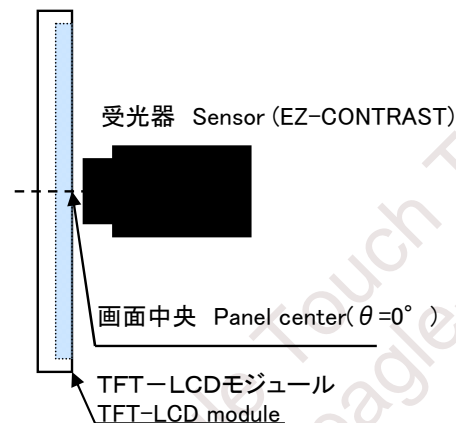 受光器 Sensor (EZ-CONTRAST)
画面中央 Panel center(θ=0° )
TFT-LCDモジュール
TFT-LCD module